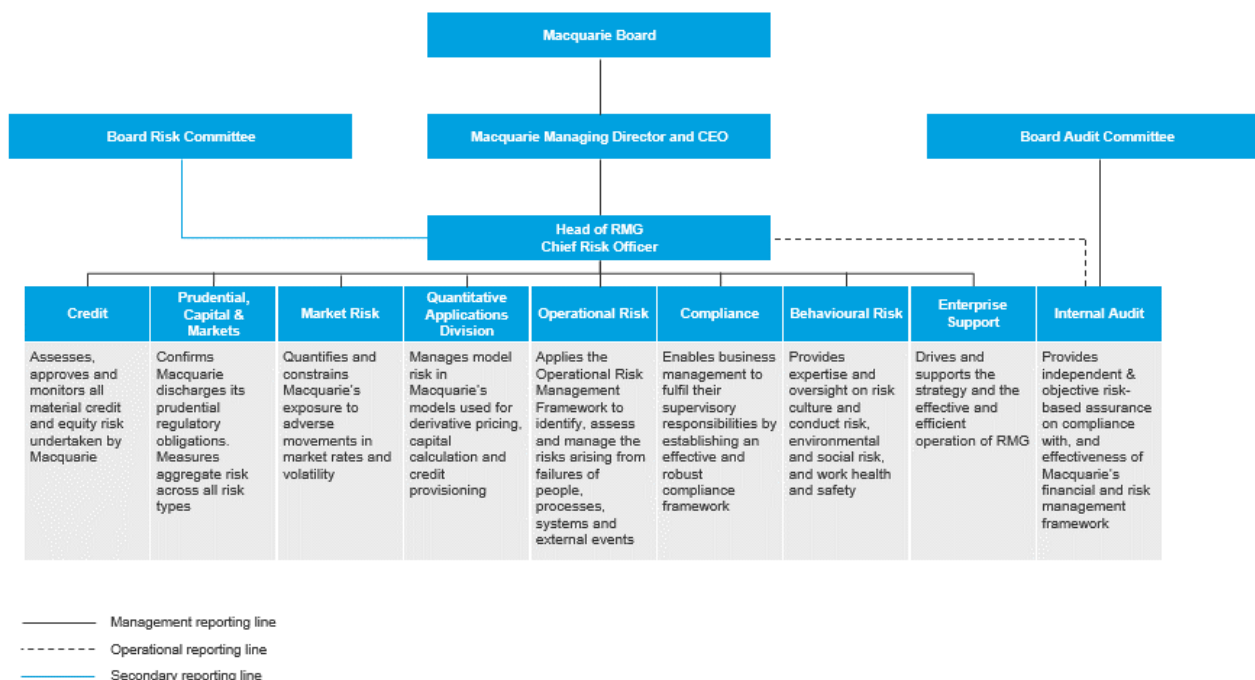 Macquarie Board
Board Risk Committee
Macquarie Managing Director and CEO
Board Audit Committee
Head of RMG
Chief Risk Officer
Credit
Assesses,
approves and
monitors all
material credit
and equity risk
undertaken by
Macquarie
Prudential,
Capital &
Markets
Confirms
Macquarie
discharges its
prudential
regulatory
obligations.
Measures
aggregate risk
across all risk
types
Market Risk
Quantifies and
constrains
Macquarie's
exposure to
adverse
movements in
market rates and
volatility
Quantitative
Applications
Division
Manages model
risk in
Macquarie's
models used for
derivative pricing,
capital
calculation and
credit
provisioning
Operational Risk
Applies the
Operational Risk
Management
Framework to
identify, assess
and manage the
risks arising from
failures of
people,
processes,
systems and
external events
Compliance
Enables business
management to
fulfil their
supervisory
responsibilities by
establishing an
effective and
robust
compliance
framework
Behavioural Risk
Provides
expertise and
oversight on risk
culture and
conduct risk,
environmental
and social risk,
and work health
and safety
Enterprise
Support
Drives and
supports the
strategy and the
effective and
efficient
operation of RMG
Internal Audit
Provides
independent &
objective risk-
based assurance
on compliance
with, and
effectiveness of
Macquarie's
financial and risk
management
framework
Management reporting line
Operational reporting line
Secondary reporting line